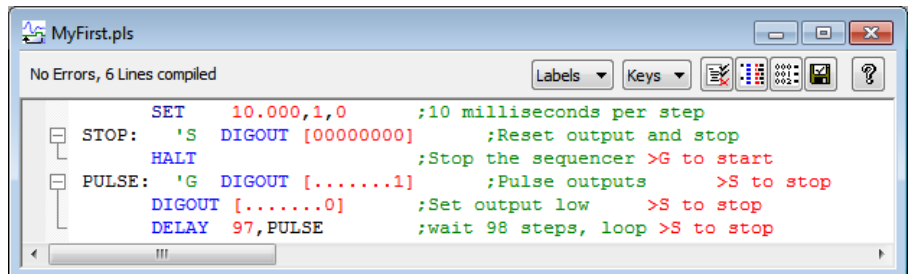 MyFirst.pls
No Errors, 6 Lines compiled Labels Keys
SET 10.000,1,0 ;10 milliseconds per step
STOP: 'S DIGOUT [00000000] ;Reset output and stop
HALT ;Stop the sequencer >G to start
PULSE: 'G DIGOUT [.......1] ;Pulse outputs >S to stop
DIGOUT [.......0] ;Set output low >S to stop
DELAY 97,PULSE ;wait 98 steps, loop >S to stop